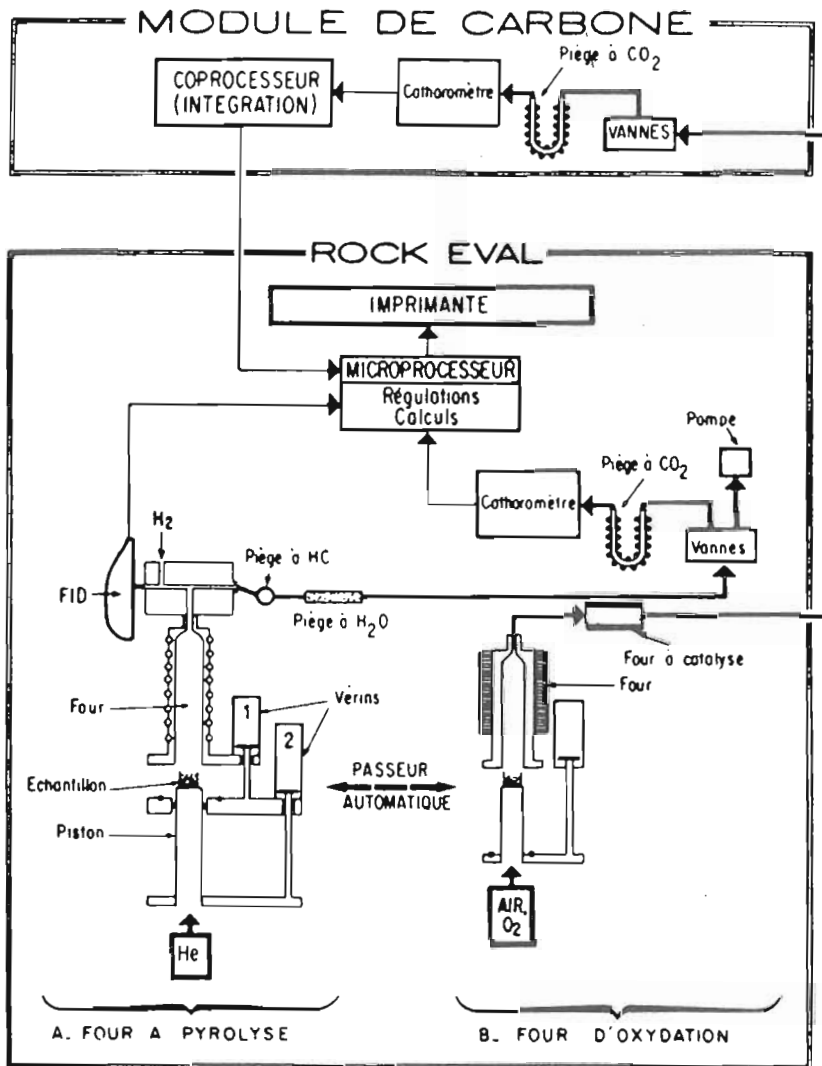 MODULE DE CARBONE
Piège à CO2
COPROCESSEUR
(INTEGRATION)
Catharomètre
VANNES
ROCK EVAL
IMPRIMANTE
MICROPROCESSEUR
Régulations
Calculs
Pompe
Piège à CO2
Catharomètre
Vannes
H2
Piège à HC
FID
Piège à H2O
Four à catalyse
Four
Four
Vérins
1
2
Echantillon
PASSEUR
AUTOMATIQUE
Piston
AIR,
O2
He
A. FOUR A PYROLYSE
B. FOUR D'OXYDATION